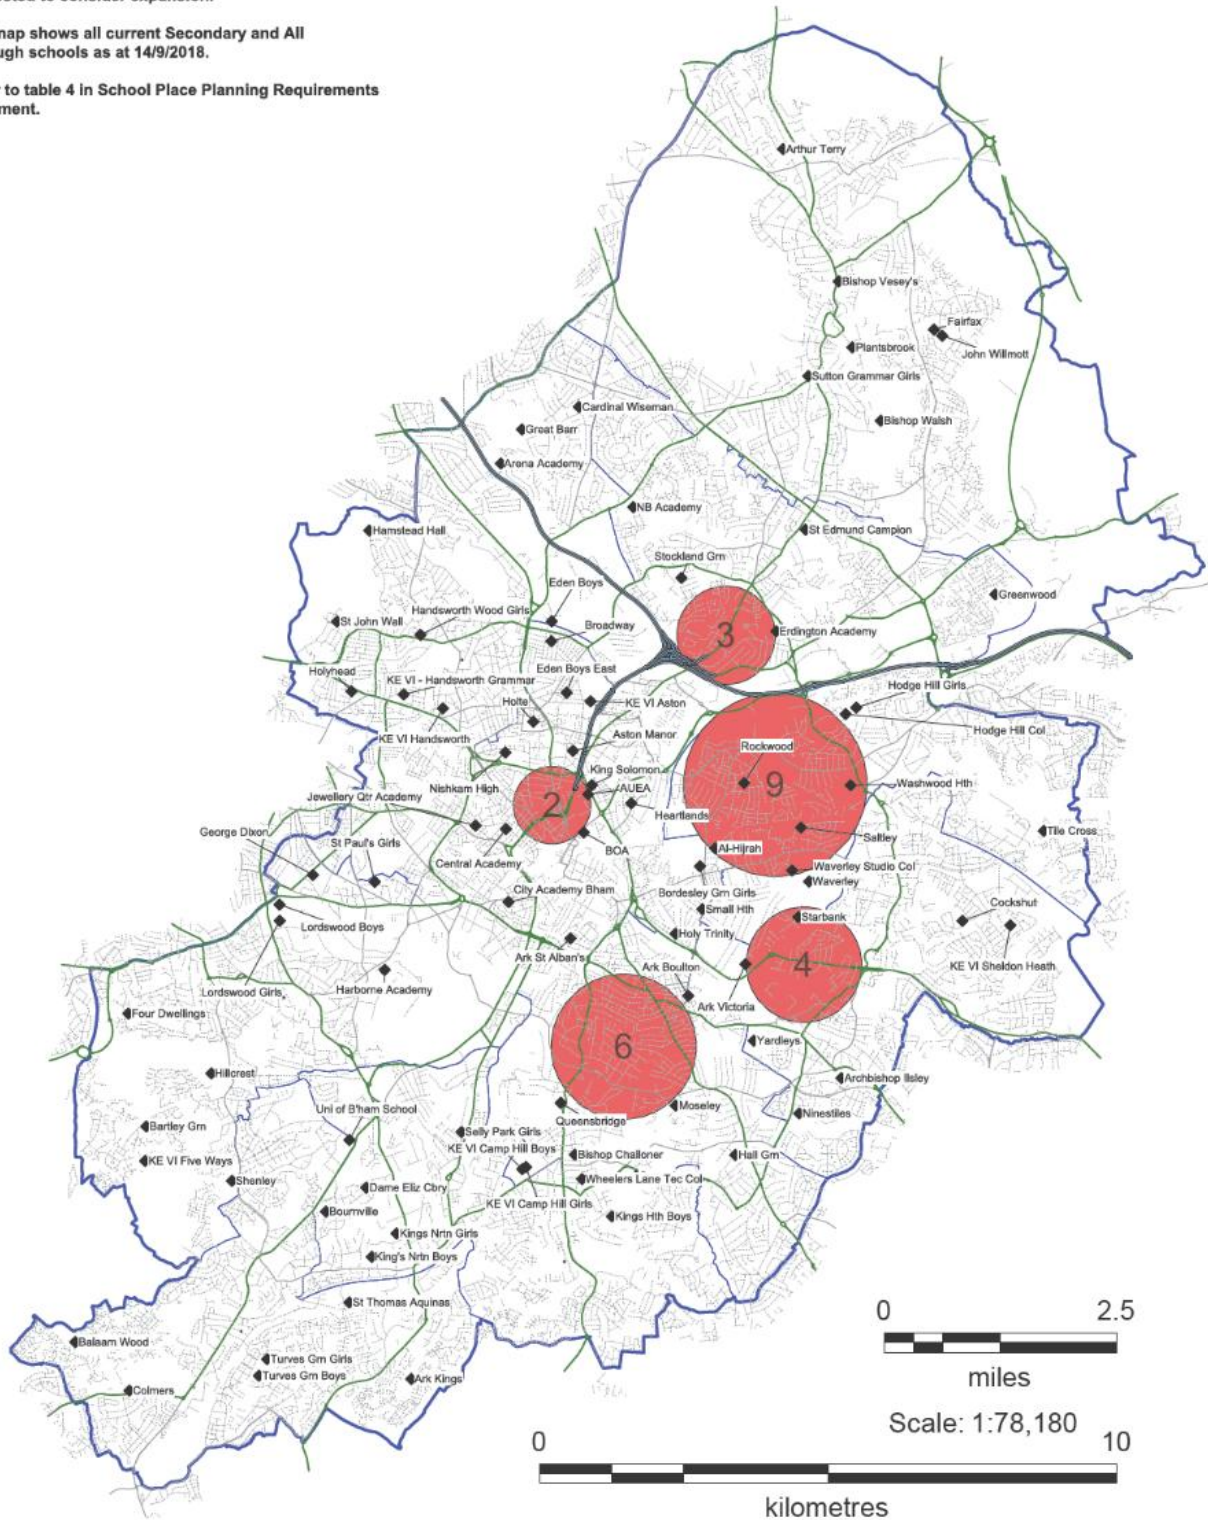 to consider expansion.
map shows all current Secondary and All
ugh schools as at 14/9/2018.
to table 4 in School Place Planning Requirements
ment.
Arthur Terry
Bishop Vesey's
Fairfax
John Willmott
Plantsbrook
Sutton Grammar Girls
Cardinal Wiseman
Bishop Walsh
Great Barr
Arena Academy
NB Academy
Hamstead Hall
St Edmund Campion
Stockland Grn
Eden Boys
Greenwood
Handsworth Wood Girls
St John Wall
Broadway
3
Erdington Academy
Eden Boys East
Holyhead
KE VI - Handsworth Grammar
Hodge Hill Girls
Holte
KE VI Aston
Hodge Hill Col
KE VI Handsworth
Aston Manor
Rockwood
King Solomon
9
Washwood Hth
Nishkam High
AUEA
Jewellery Qtr Academy
2
Heartlands
George Dixon
St Paul's Girls
Tile Cross
Saltley
BOA
Al-Hijrah
Central Academy
Waverley Studio Col
Waverley
City Academy Bham
Bordesley Grn Girls
Small Hth
Cockshut
Starbank
Lordswood Boys
Holy Trinity
Ark St Alban's
4
Ark Boulton
KE VI Sheldon Heath
Lordswood Girls
Harborne Academy
Ark Victoria
Four Dwellings
6
Yardleys
Hillcrest
Archbishop Ilsley
Uni of B'ham School
Moseley
Ninestiles
Queensbridge
Bartley Grn
Selly Park Girls
KE VI Camp Hill Boys
Bishop Challoner
Hall Grn
KE VI Five Ways
Shenley
Wheelers Lane Tec Col
Dame Eliz Cbry
KE VI Camp Hill Girls
Bournville
Kings Hth Boys
Kings Nrtn Girls
King's Nrtn Boys
St Thomas Aquinas
0 2.5
Balaam Wood
Turves Grn Girls
Turves Grn Boys
Ark Kings
miles
Colmers
Scale: 1:78,180
0 10
kilometres